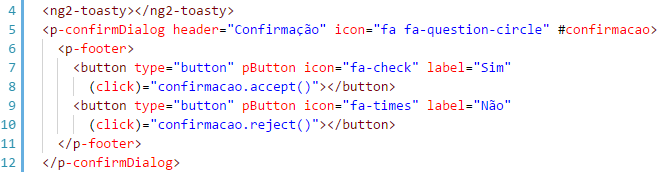 4 <ng2-toasty></ng2-toasty>
5 <p-confirmDialog header="Confirmação" icon="fa fa-question-circle" #confirmacao>
6 <p-footer>
7 <button type="button" pButton icon="fa-check" label="Sim"
8 (click)="confirmacao.accept()"></button>
9 <button type="button" pButton icon="fa-times" label="Não"
10 (click)="confirmacao.reject()"></button>
11 </p-footer>
12 </p-confirmDialog>